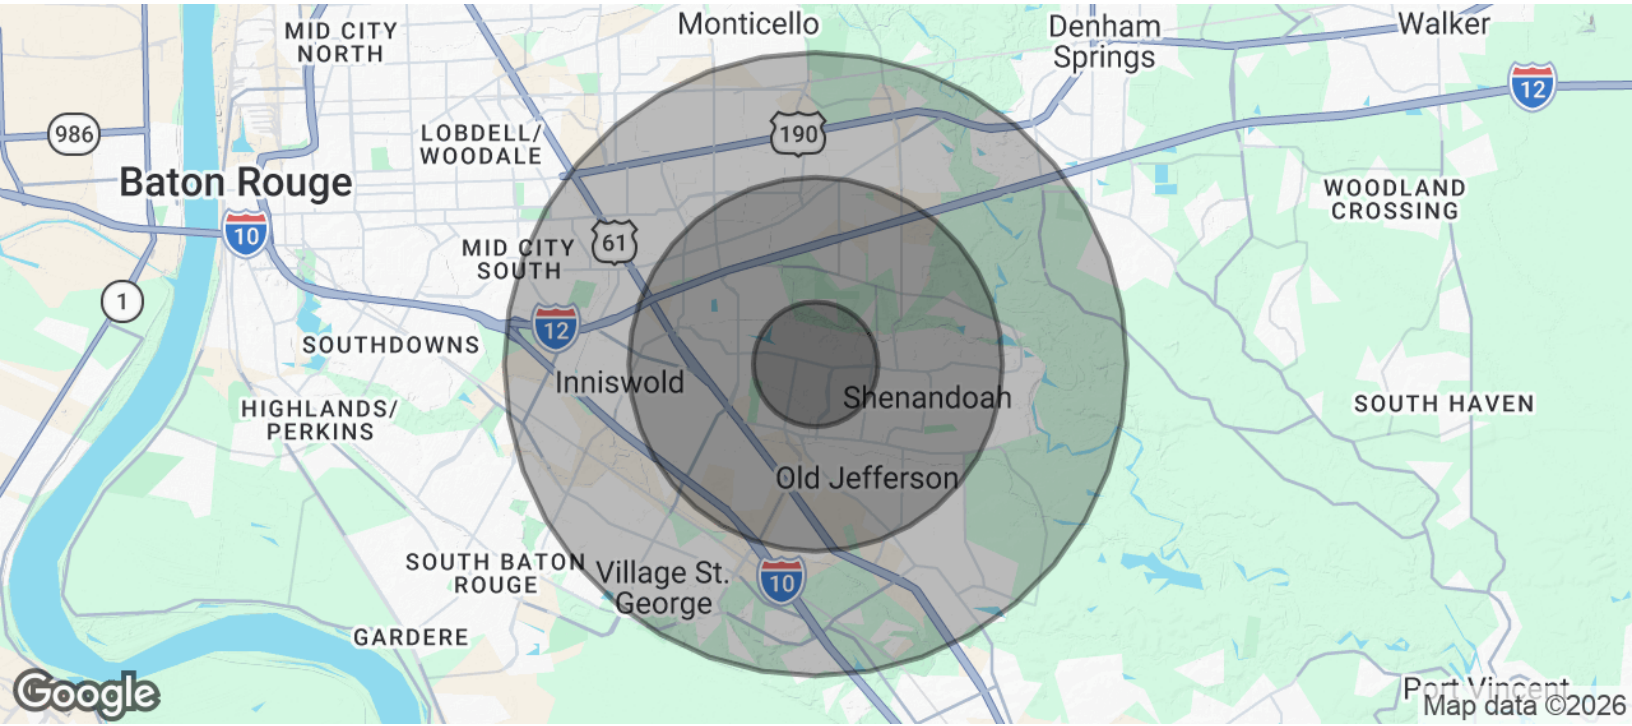 Monticello
Denham
Springs
Walker
MID CITY
NORTH
12
986
190
LOBDELL/
WOODALE
Baton Rouge
WOODLAND
CROSSING
10
61
MID CITY
SOUTH
1
12
SOUTHDOWNS
Inniswold
Shenandoah
SOUTH HAVEN
HIGHLANDS/
PERKINS
Old Jefferson
SOUTH BATON
ROUGE
Village St.
George
10
GARDERE
Google
Port Vincent
Map data ©2026